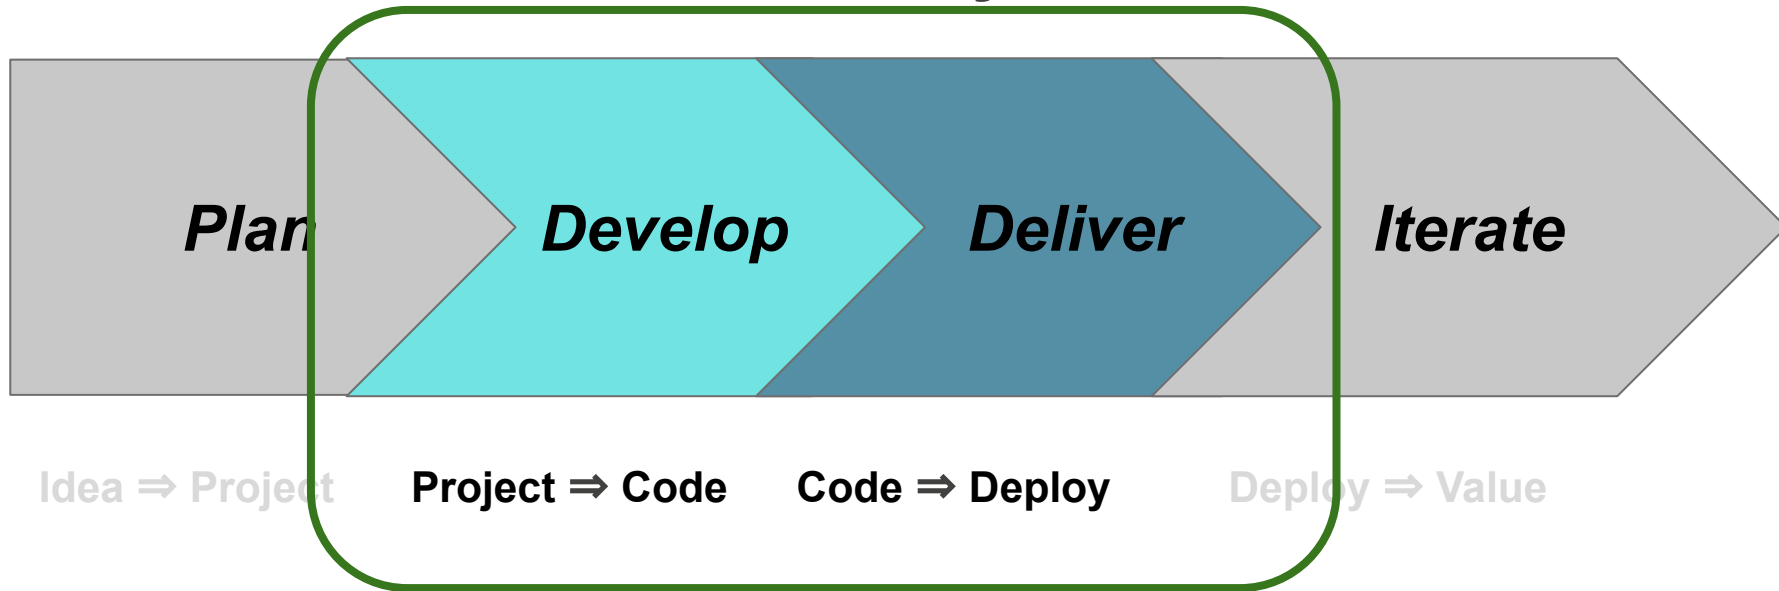 Plan Develop Deliver Iterate
Idea ⇒ Project Project ⇒ Code Code ⇒ Deploy Deploy ⇒ Value